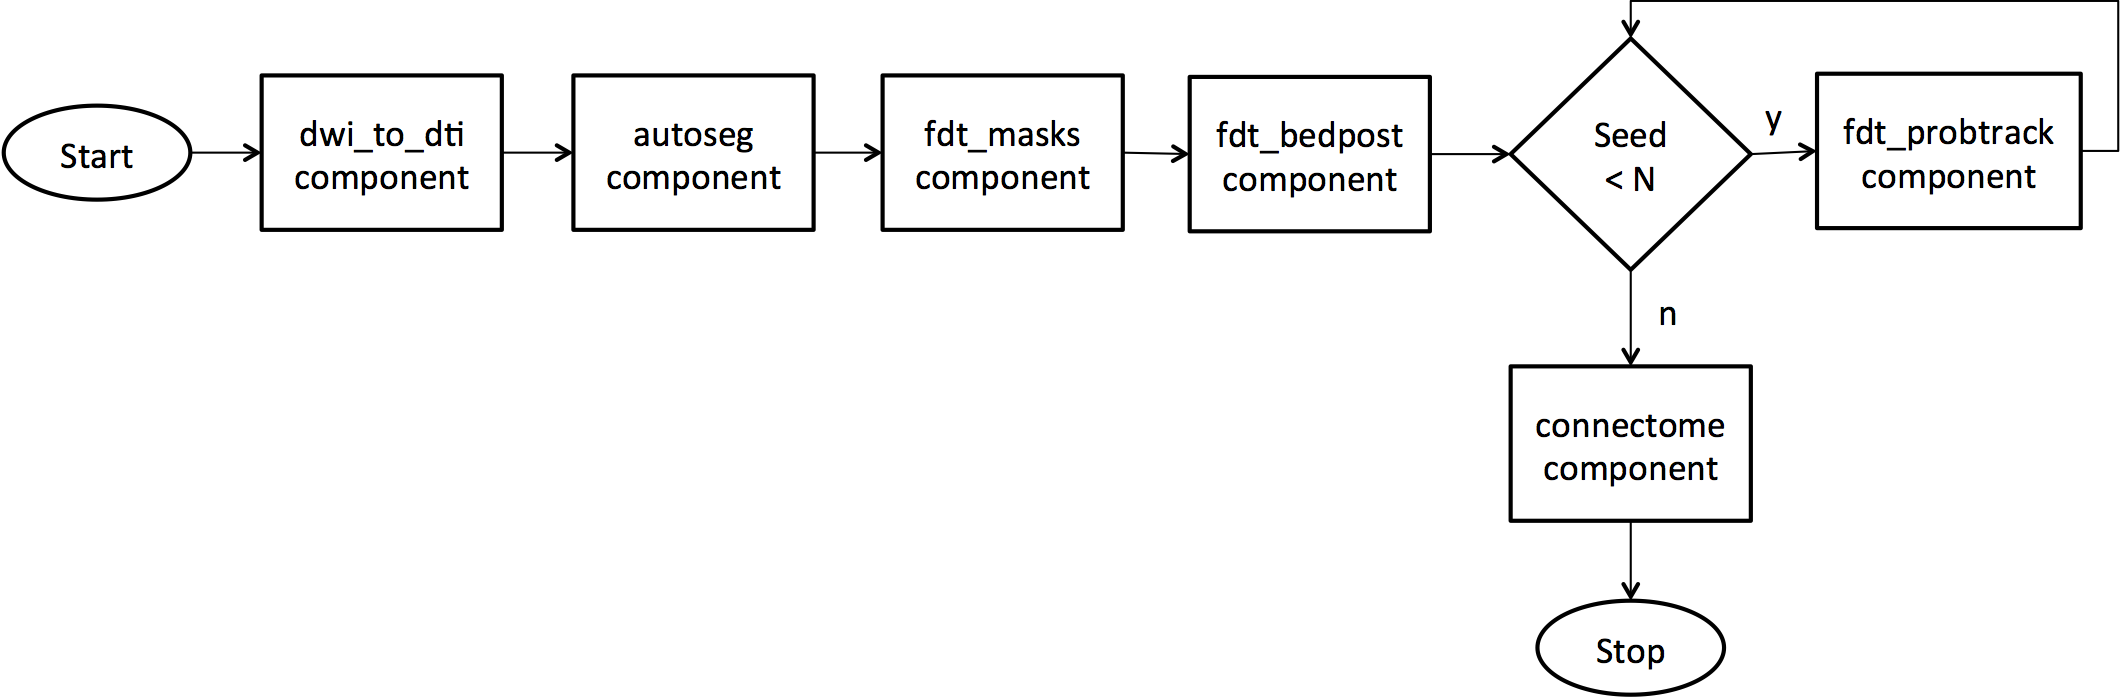 Start
dwi_to_dti
component
autoseg
component
fdt_masks
component
fdt_bedpost
component
Seed
< N
y
fdt_probtrack
component
n
connectome
component
Stop